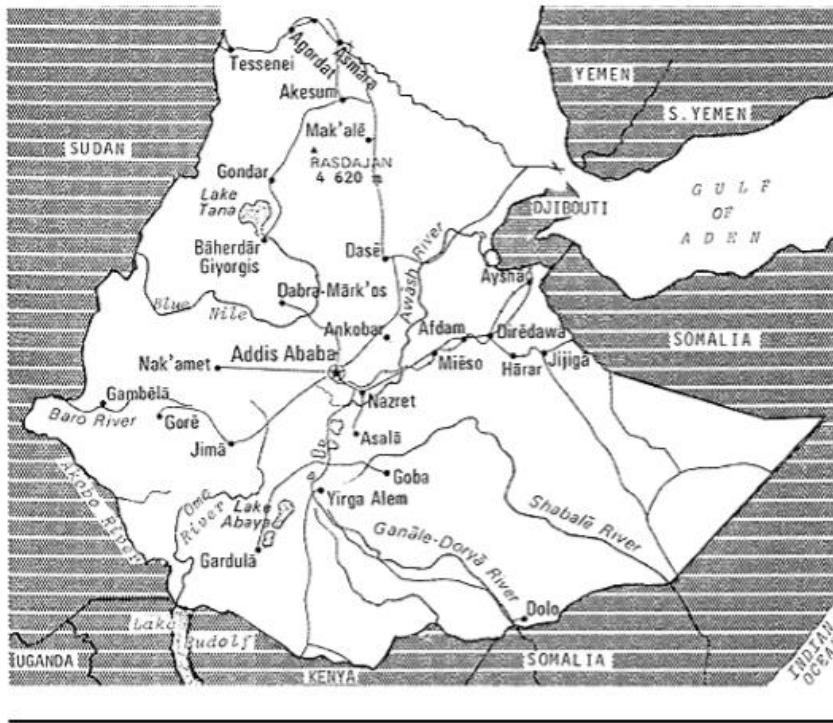 Tessenei
Agordat
Asmara
YEMEN
Akesum
S.YEMEN
Mak'alē
SUDAN
RASDAJAN
4 620 m
Gondar
Lake
Tana
GULF
OF
ADEN
DJIBOUTI
Bāherdār
Giyorgis
Dasē
Awāsh River
Ayshā
Dabra-Mārk'os
Blue
Nile
Ankobar
Afdam
Dirēdawa
SOMALIA
Addis Ababa
Nak'amet
Miēso
Hārar
Jijigā
Gambēlā
Baro River
Gorē
Nazret
Jimā
Asalā
Goba
Akobo River
Omo
River
Lake
Abaya
Yirga Alem
Shabalē River
Gardulā
Ganāle-Doryā River
Dolo
Lake
Rudolf
UGANDA
KENYA
SOMALIA
INDIAN
OCEA